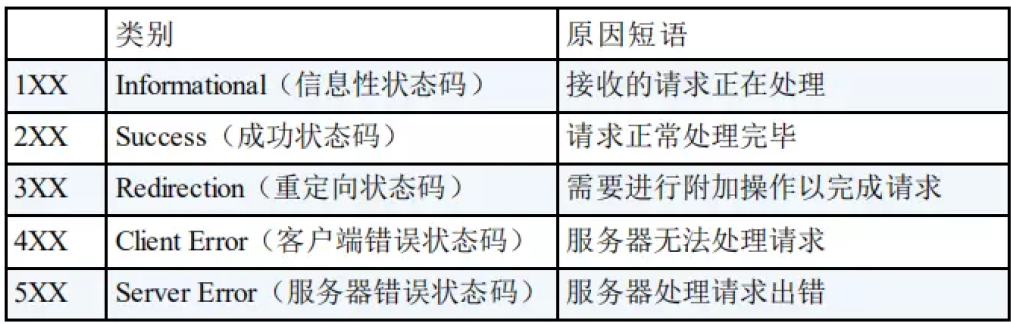 类别 原因短语
1XX Informational（信息性状态码） 接收的请求正在处理
2XX Success（成功状态码） 请求正常处理完毕
3XX Redirection（重定向状态码） 需要进行附加操作以完成请求
4XX Client Error（客户端错误状态码） 服务器无法处理请求
5XX Server Error（服务器错误状态码） 服务器处理请求出错